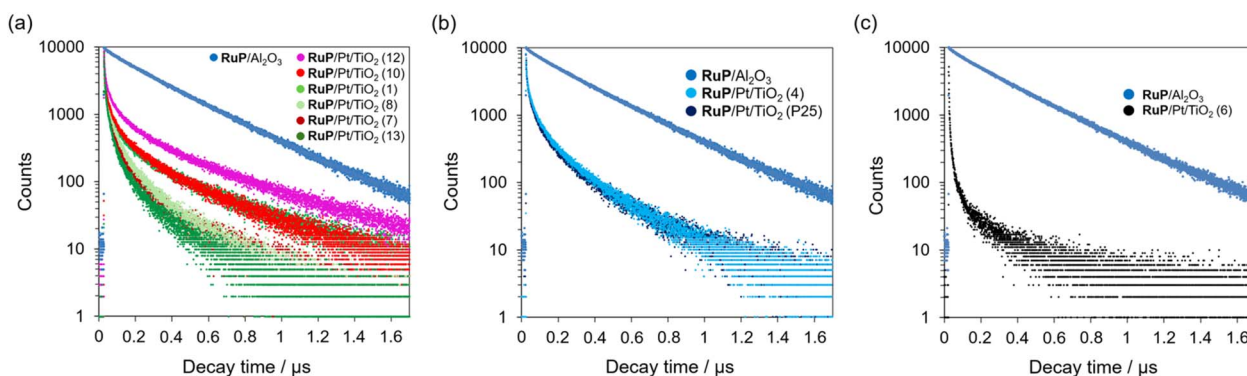 (a)
10000
1000
100
10
1
Counts
0 0.2 0.4 0.6 0.8 1 1.2 1.4 1.6
Decay time / µs
RuP/Al₂O₃
RuP/Pt/TiO₂ (12)
RuP/Pt/TiO₂ (10)
RuP/Pt/TiO₂ (1)
RuP/Pt/TiO₂ (8)
RuP/Pt/TiO₂ (7)
RuP/Pt/TiO₂ (13)
(b)
10000
1000
100
10
1
Counts
0 0.2 0.4 0.6 0.8 1 1.2 1.4 1.6
Decay time / µs
RuP/Al₂O₃
RuP/Pt/TiO₂ (4)
RuP/Pt/TiO₂ (P25)
(c)
10000
1000
100
10
1
Counts
0 0.2 0.4 0.6 0.8 1 1.2 1.4 1.6
Decay time / µs
RuP/Al₂O₃
RuP/Pt/TiO₂ (6)